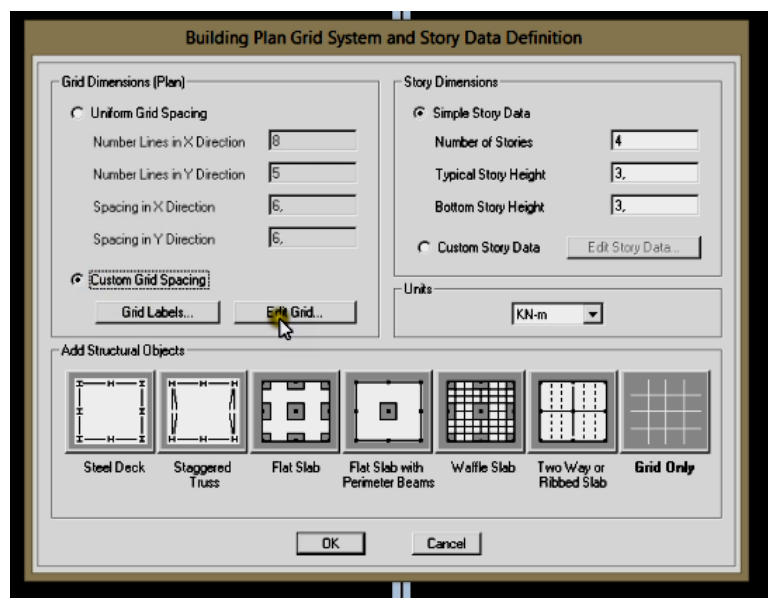 Building Plan Grid System and Story Data Definition
Grid Dimensions (Plan)
Uniform Grid Spacing
Number Lines in X Direction 8
Number Lines in Y Direction 5
Spacing in X Direction 6,
Spacing in Y Direction 6,
Custom Grid Spacing
Grid Labels...
Edit Grid...
Story Dimensions
Simple Story Data
Number of Stories 4
Typical Story Height 3,
Bottom Story Height 3,
Custom Story Data
Edit Story Data...
Units
KN-m
Add Structural Objects
Steel Deck
Staggered
Truss
Flat Slab
Flat Slab with
Perimeter Beams
Waffle Slab
Two Way or
Ribbed Slab
Grid Only
OK
Cancel